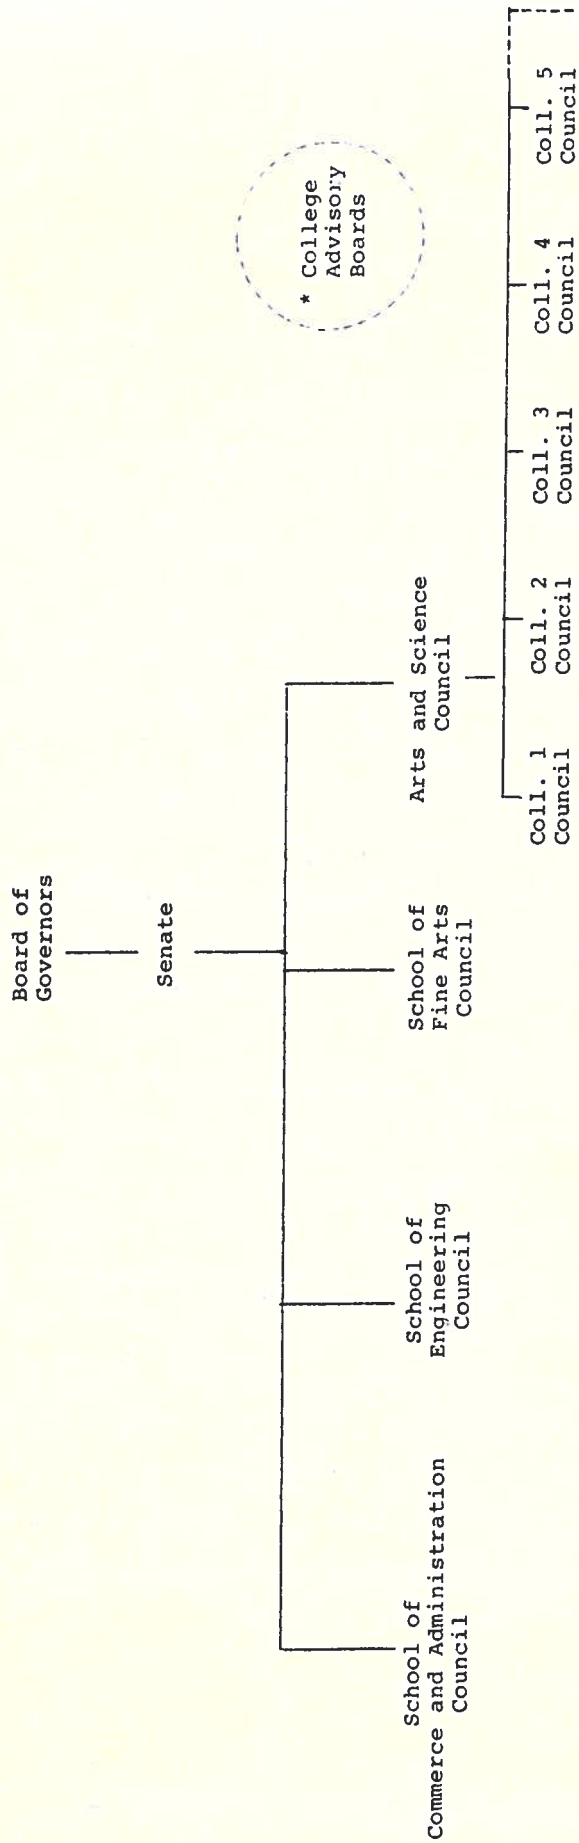 Board of
Governors
Senate
School of
Commerce and Administration
Council
School of
Engineering
Council
School of
Fine Arts
Council
Arts and Science
Council
* College
Advisory
Boards
Coll. 1
Council
Coll. 2
Council
Coll. 3
Council
Coll. 4
Council
Coll. 5
Council